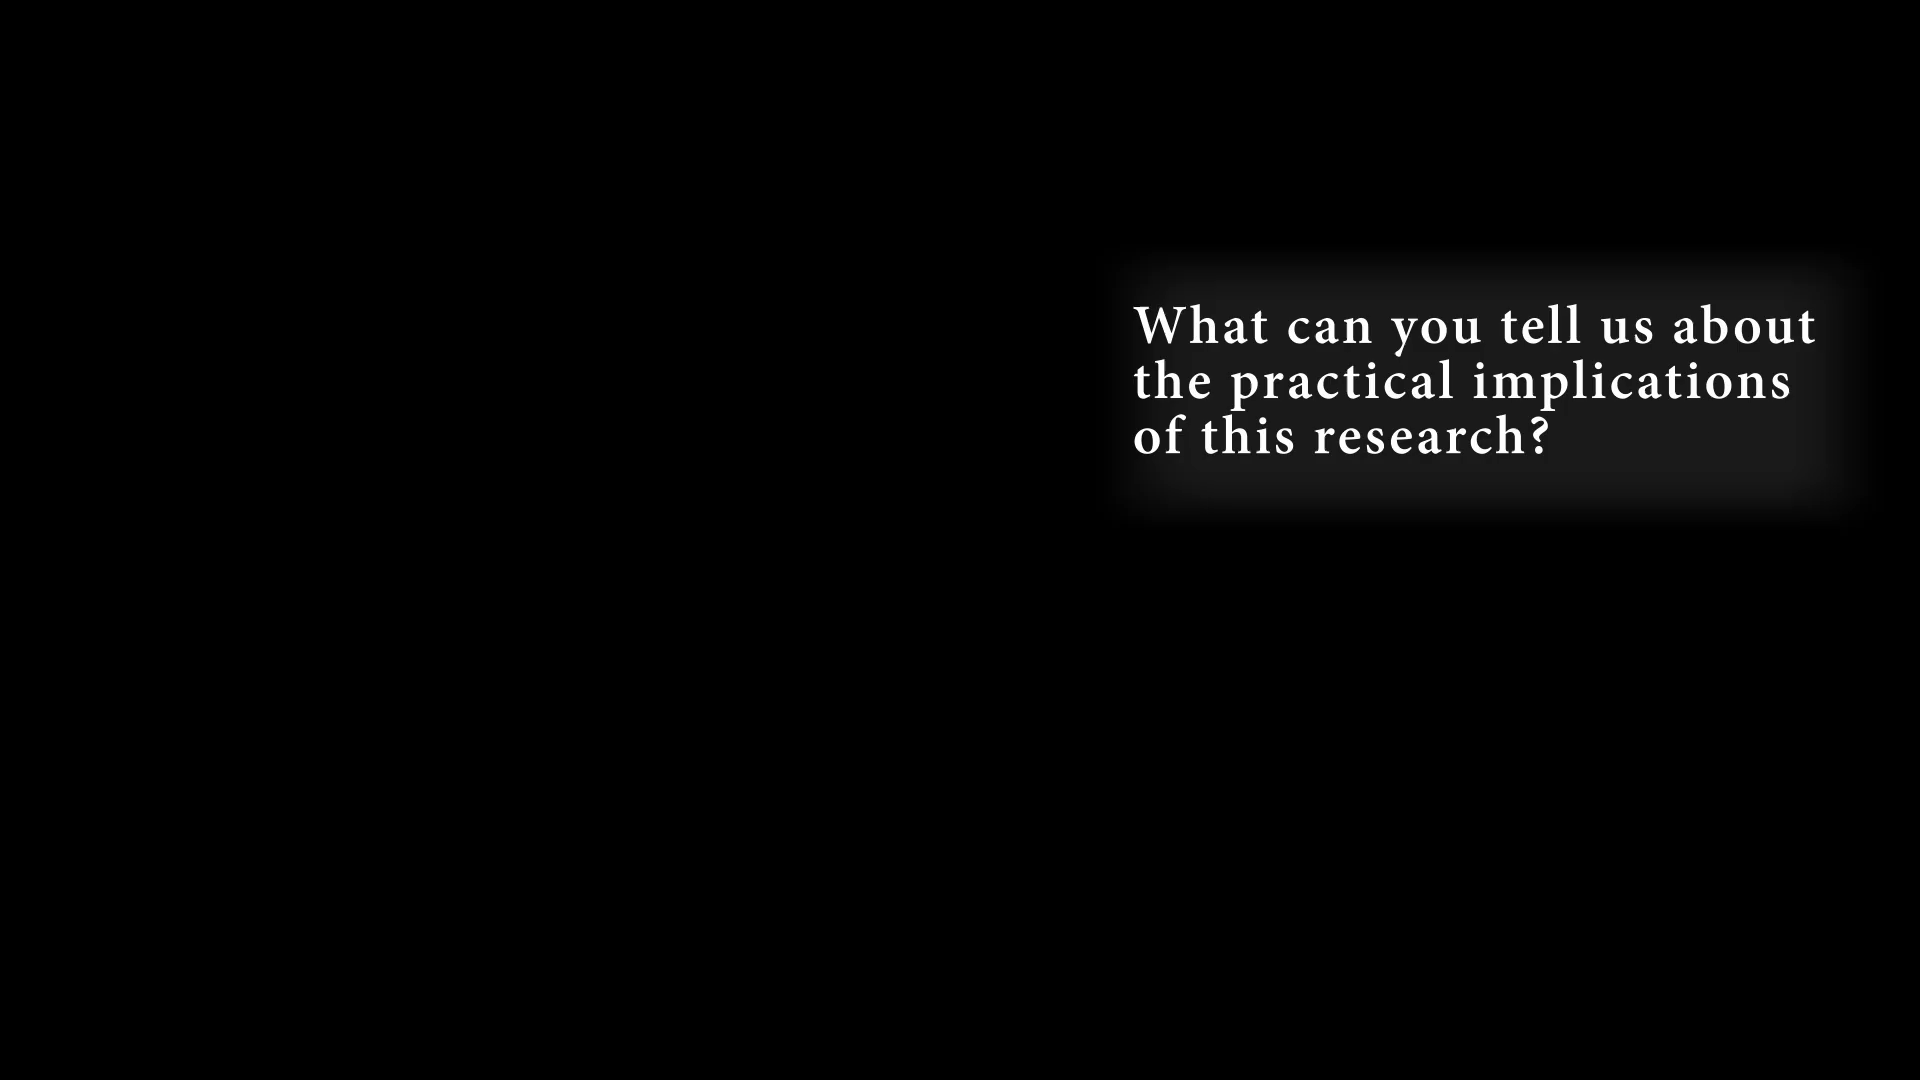 What can you tell us about
the practical implications
of this research?